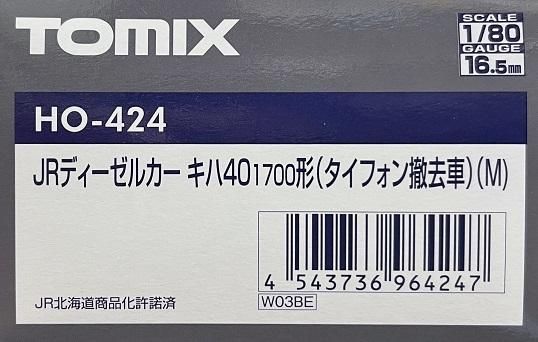 TOMIX
SCALE
1/80
GAUGE
16.5mm
HO-424
JRディーゼルカー キハ401700形(タイフォン撤去車)(M)
4 543736 964247
W03BE
JR北海道商品化許諾済